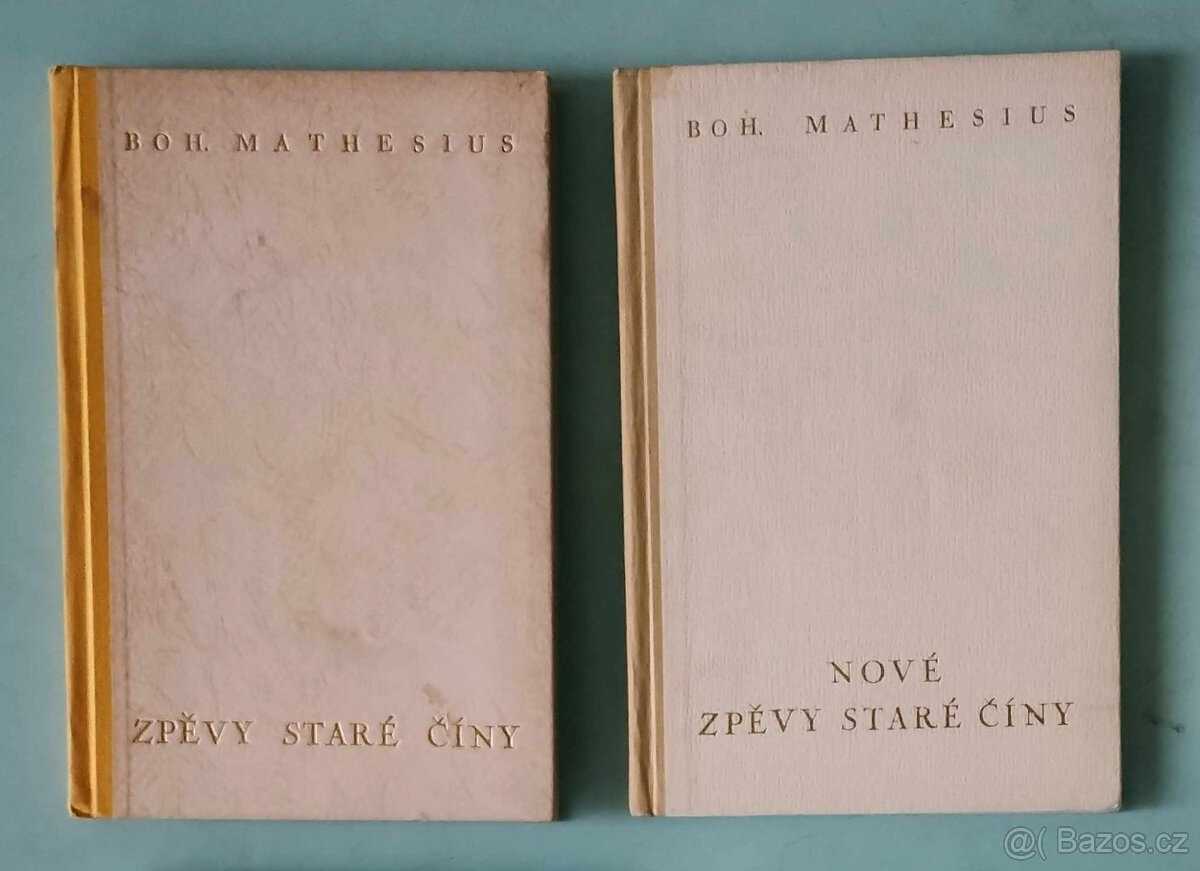 BOH. MATHESIUS
ZPĚVY STARÉ ČÍNY
BOH. MATHESIUS
NOVÉ
ZPĚVY STARÉ ČÍNY
@( Bazos.cz